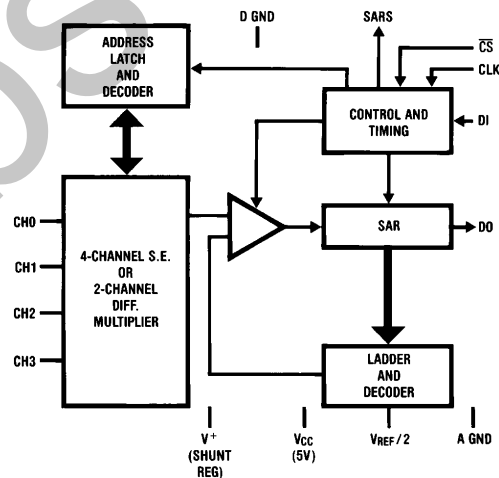 D GND
SARS
ADDRESS
LATCH
AND
DECODER
CS
CLK
CONTROL AND
TIMING
DI
CH0
4-CHANNEL S.E.
OR
2-CHANNEL
DIFF.
MULTIPLIER
SAR
DO
CH1
CH2
CH3
LADDER
AND
DECODER
V+
(SHUNT
REG)
VCC
(5V)
VREF/2
A GND